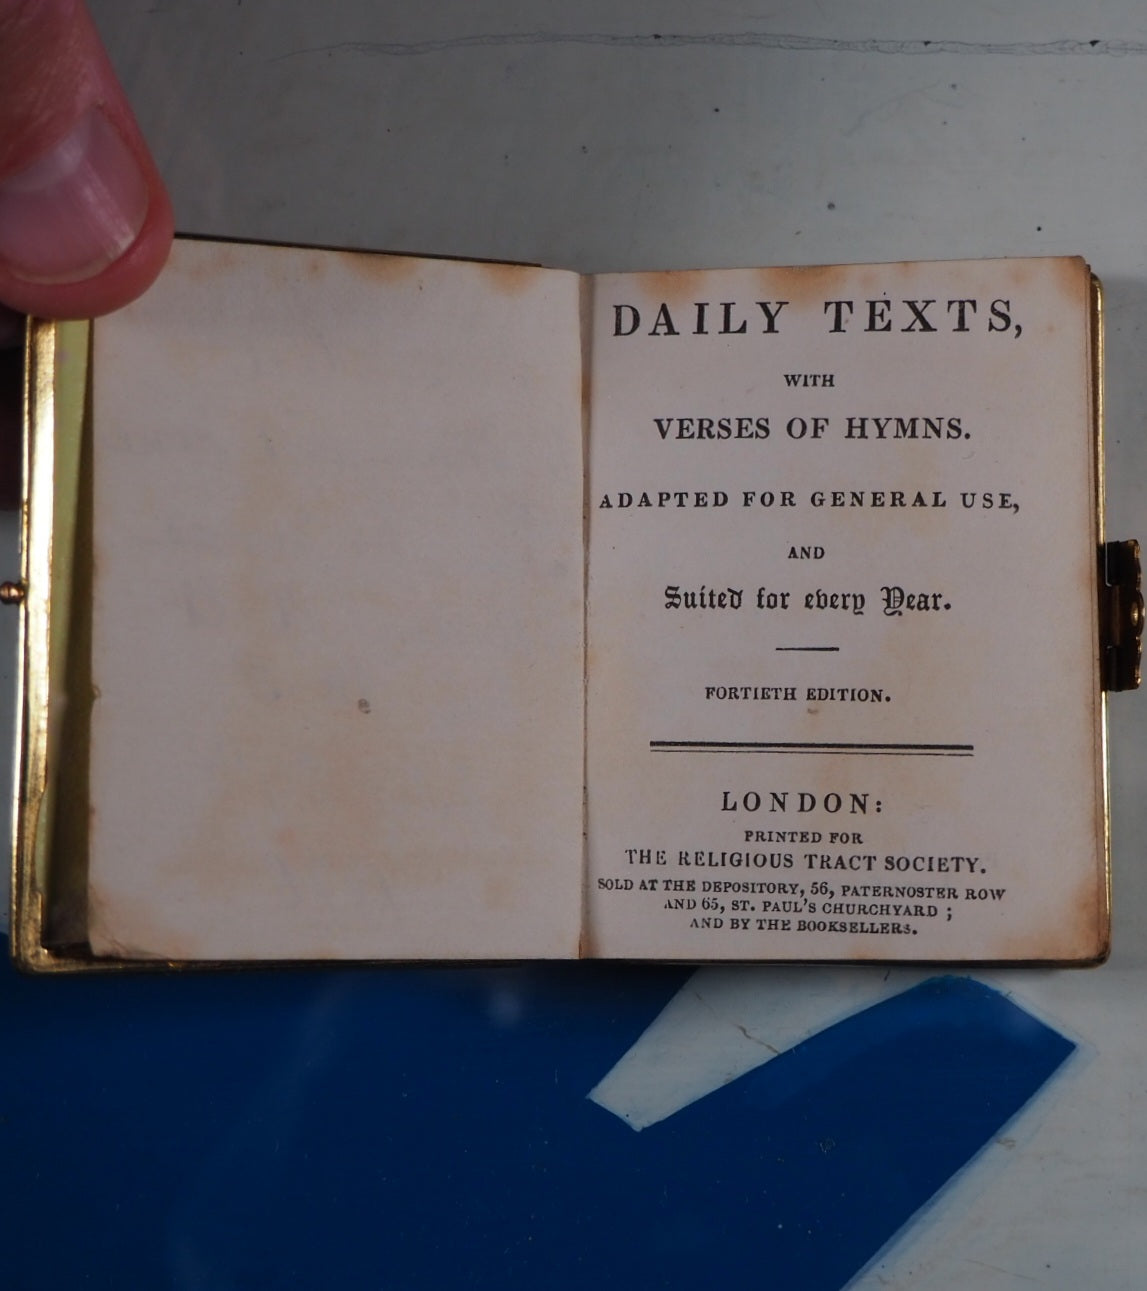 DAILY TEXTS,
WITH
VERSES OF HYMNS.
ADAPTED FOR GENERAL USE,
AND
Suited for every Year.
FORTIETH EDITION.
LONDON:
PRINTED FOR
THE RELIGIOUS TRACT SOCIETY.
SOLD AT THE DEPOSITORY, 56, PATERNOSTER ROW
AND 65, ST. PAUL'S CHURCHYARD ;
AND BY THE BOOKSELLERS.